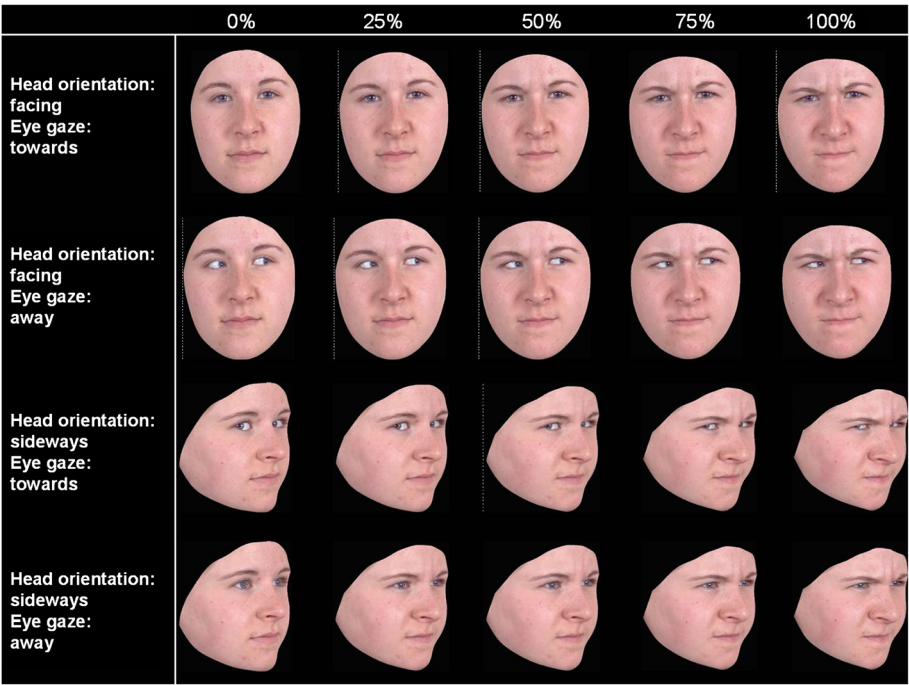 0% 25% 50% 75% 100%
Head orientation:
facing
Eye gaze:
towards
Head orientation:
facing
Eye gaze:
away
Head orientation:
sideways
Eye gaze:
towards
Head orientation:
sideways
Eye gaze:
away